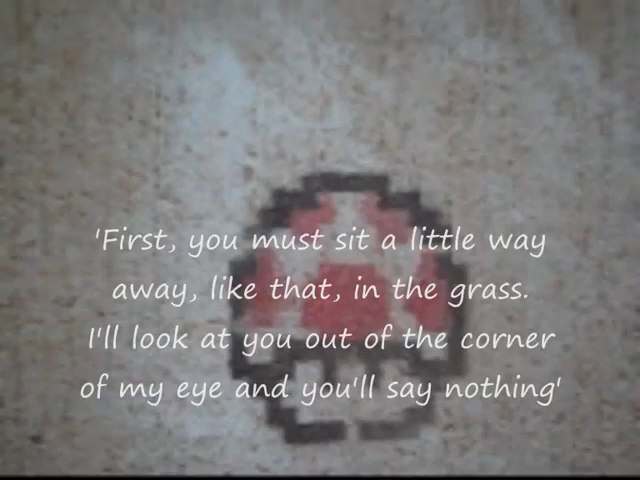 'First, you must sit a little way
away, like that, in the grass.
I'll look at you out of the corner
of my eye and you'll say nothing'